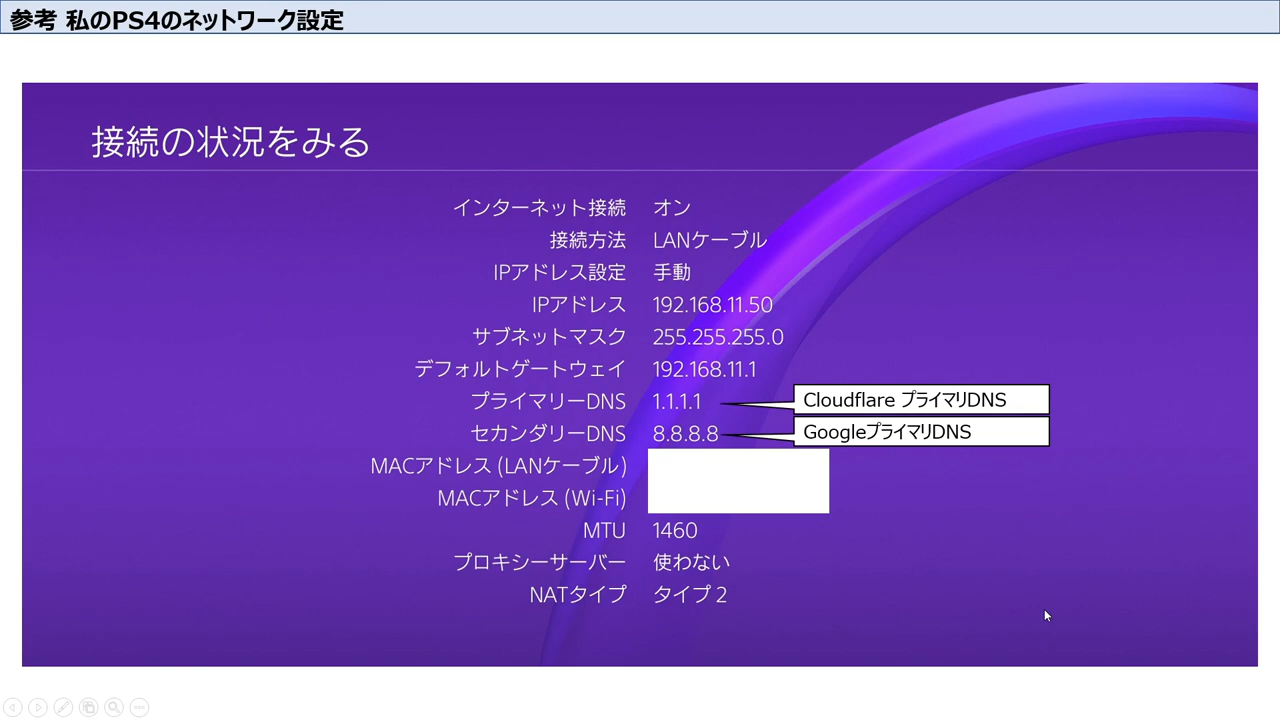 参考 私のPS4のネットワーク設定
接続の状況をみる
インターネット接続 オン
接続方法 LANケーブル
IPアドレス設定 手動
IPアドレス 192.168.11.50
サブネットマスク 255.255.255.0
デフォルトゲートウェイ 192.168.11.1
プライマリーDNS 1.1.1.1 Cloudflare プライマリDNS
セカンダリーDNS 8.8.8.8 GoogleプライマリDNS
MACアドレス (LANケーブル)
MACアドレス (Wi-Fi)
MTU 1460
プロキシーサーバー 使わない
NATタイプ タイプ 2